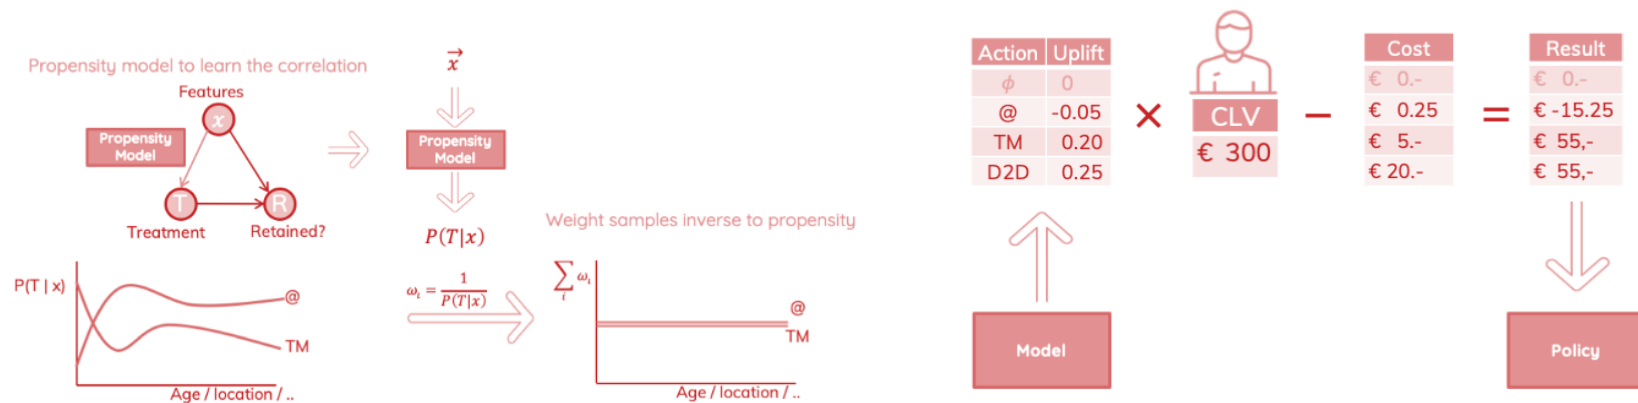 Propensity model to learn the correlation
Features
x
Propensity
Model
T
R
Treatment
Retained?
x⃗
Propensity
Model
P(T|x)
P(T | x)
@
TM
Age / location / ..
ωᵢ = 1 / P(T|x)
Weight samples inverse to propensity
∑ᵢ ωᵢ
@
TM
Age / location / ..
Action Uplift
ϕ 0
@ -0.05
TM 0.20
D2D 0.25
Model
×
CLV
€ 300
−
Cost
€ 0.-
€ 0.25
€ 5.-
€ 20.-
=
Result
€ 0.-
€ -15.25
€ 55,-
€ 55,-
Policy